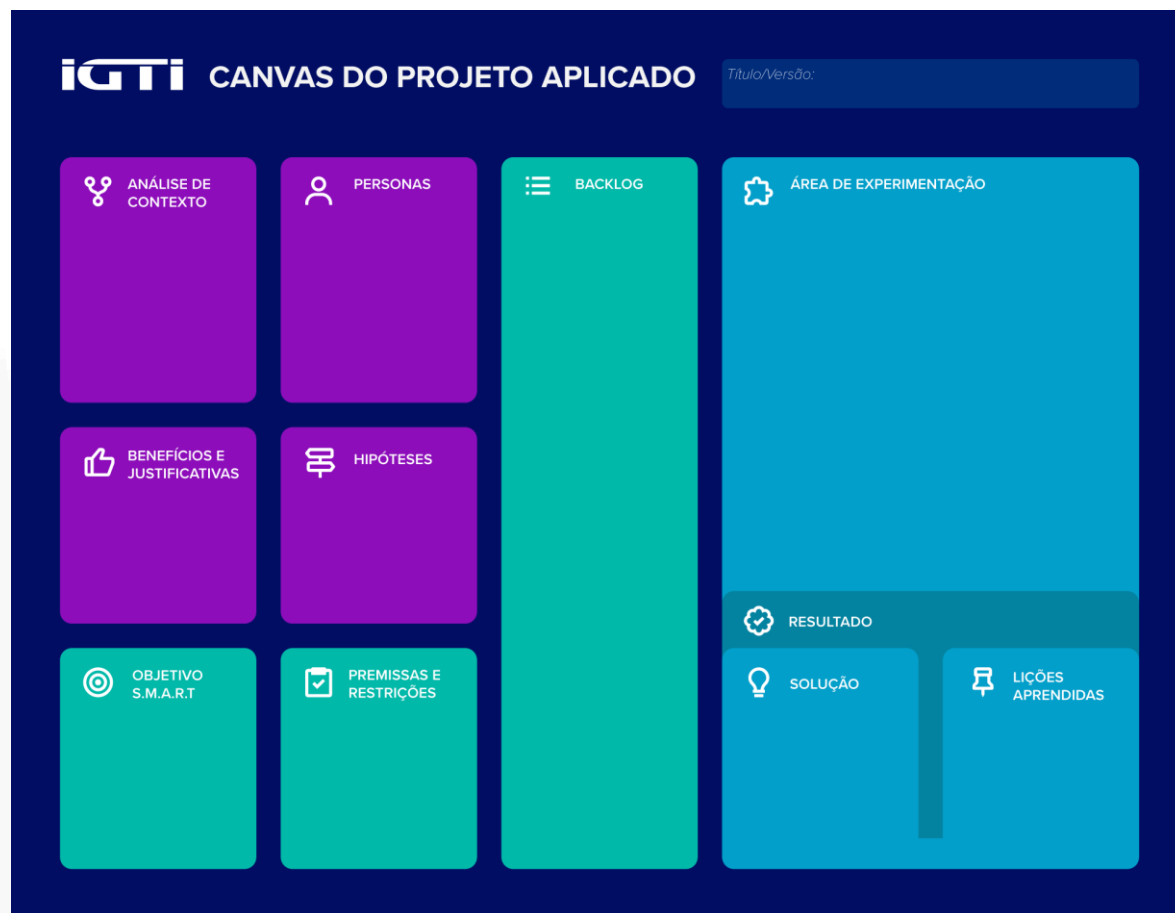 iGTi CANVAS DO PROJETO APLICADO
Título/Versão:
ANÁLISE DE
CONTEXTO
PERSONAS
BACKLOG
ÁREA DE EXPERIMENTAÇÃO
BENEFÍCIOS E
JUSTIFICATIVAS
HIPÓTESES
RESULTADO
OBJETIVO
S.M.A.R.T
PREMISSAS E
RESTRIÇÕES
SOLUÇÃO
LIÇÕES
APRENDIDAS